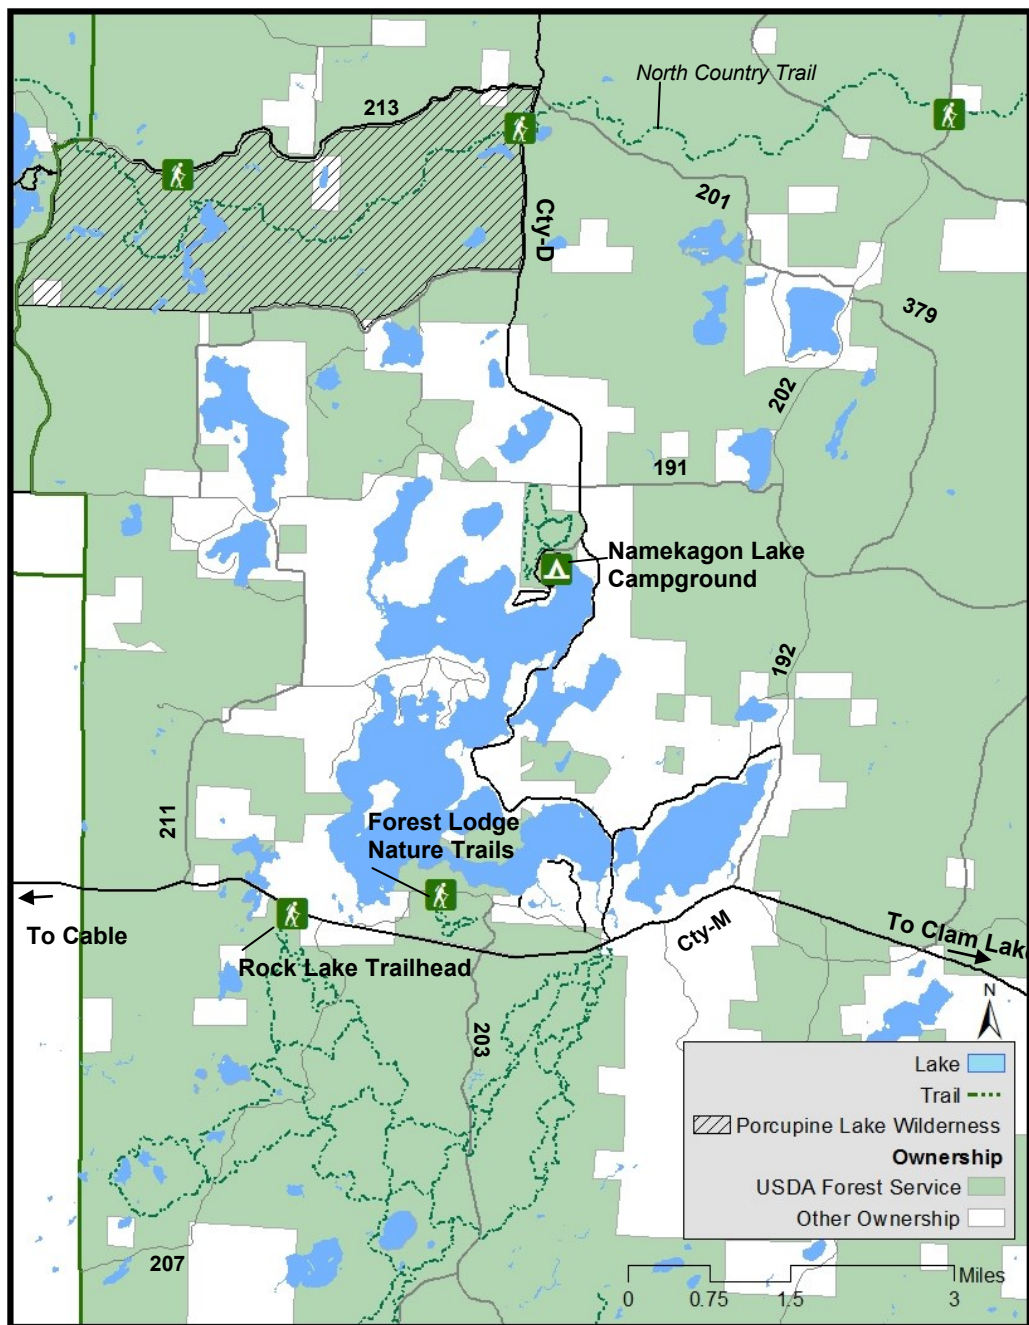 North Country Trail
213
201
Cty-D
379
202
191
Namekagon Lake
Campground
192
211
Forest Lodge
Nature Trails
To Cable
Rock Lake Trailhead
Cty-M
To Clam Lake
203
207
N
Lake
Trail
Porcupine Lake Wilderness
Ownership
USDA Forest Service
Other Ownership
Miles
0 0.75 1.5 3